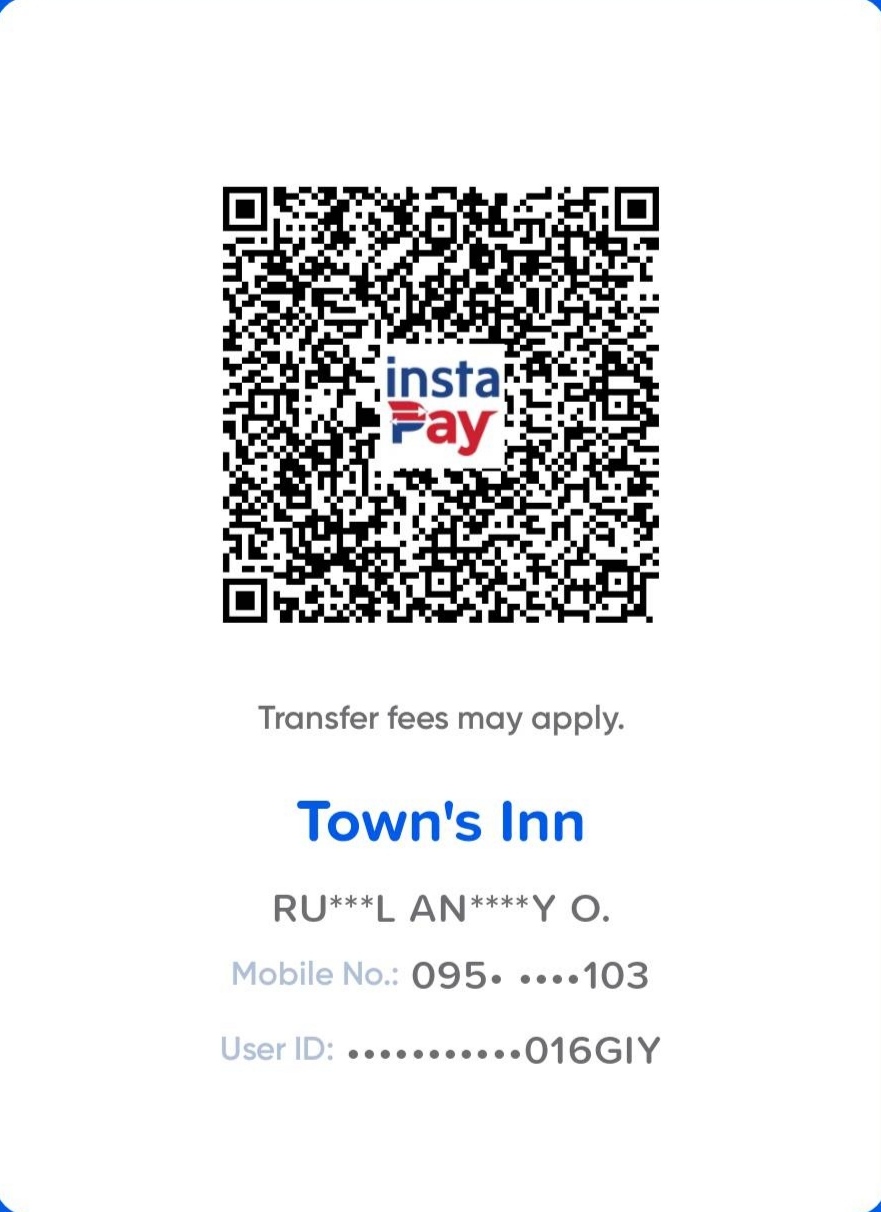 insta
Pay
Transfer fees may apply.
Town's Inn
RU***L AN****Y O.
Mobile No.: 095• ••••103
User ID: •••••••••••016GIY